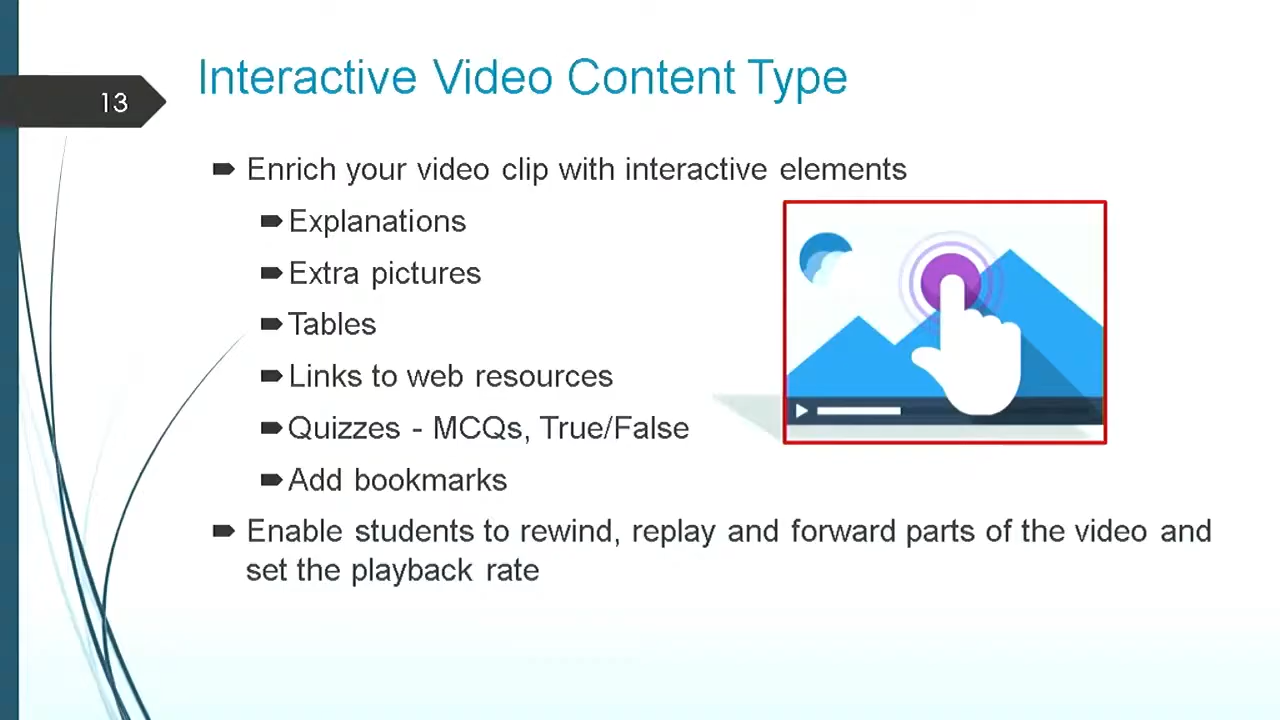 Interactive Video Content Type
13
Enrich your video clip with interactive elements
Explanations
Extra pictures
Tables
Links to web resources
Quizzes - MCQs, True/False
Add bookmarks
Enable students to rewind, replay and forward parts of the video and
set the playback rate